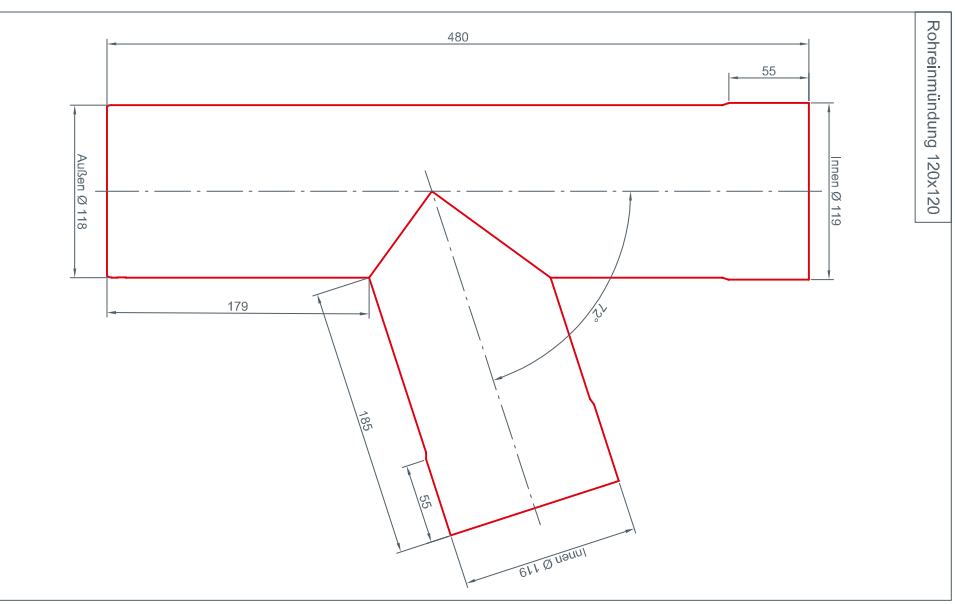 Rohreinmündung 120x120
480
55
Innen Ø 119
Außen Ø 118
179
72°
185
55
Innen Ø 119